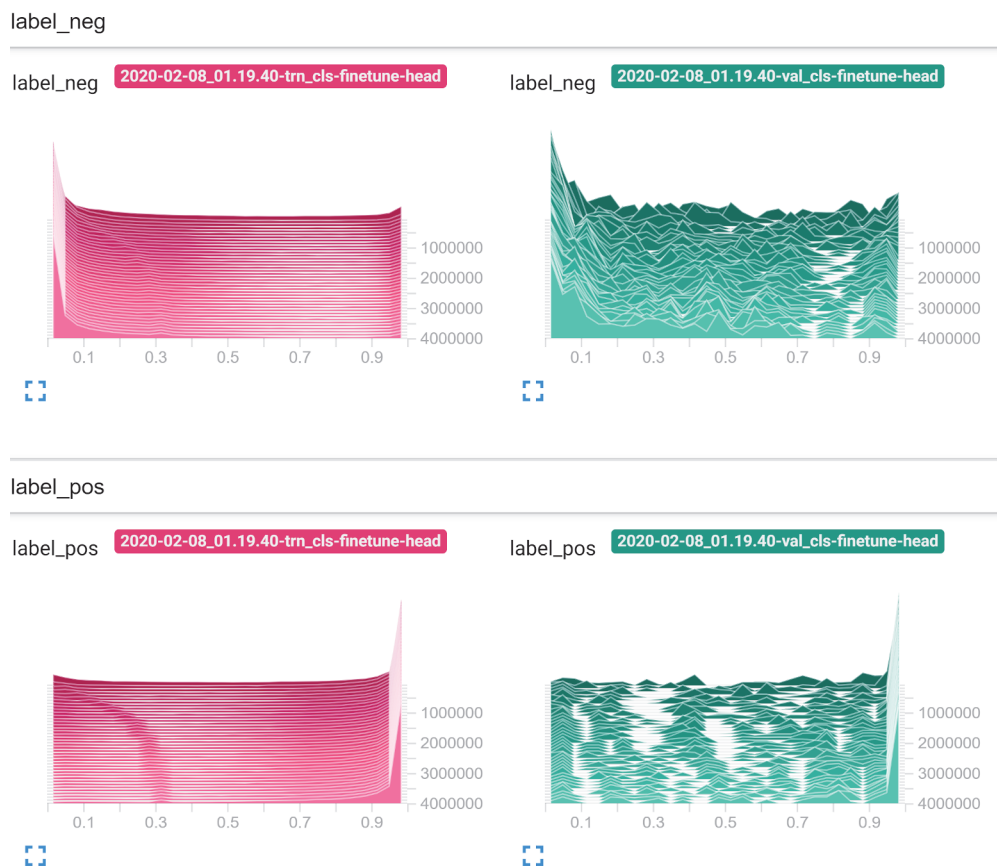 label_neg
label_neg 2020-02-08_01.19.40-trn_cls-finetune-head label_neg 2020-02-08_01.19.40-val_cls-finetune-head
1000000 1000000
2000000 2000000
3000000 3000000
4000000 4000000
0.1 0.3 0.5 0.7 0.9 0.1 0.3 0.5 0.7 0.9
label_pos
label_pos 2020-02-08_01.19.40-trn_cls-finetune-head label_pos 2020-02-08_01.19.40-val_cls-finetune-head
1000000 1000000
2000000 2000000
3000000 3000000
4000000 4000000
0.1 0.3 0.5 0.7 0.9 0.1 0.3 0.5 0.7 0.9